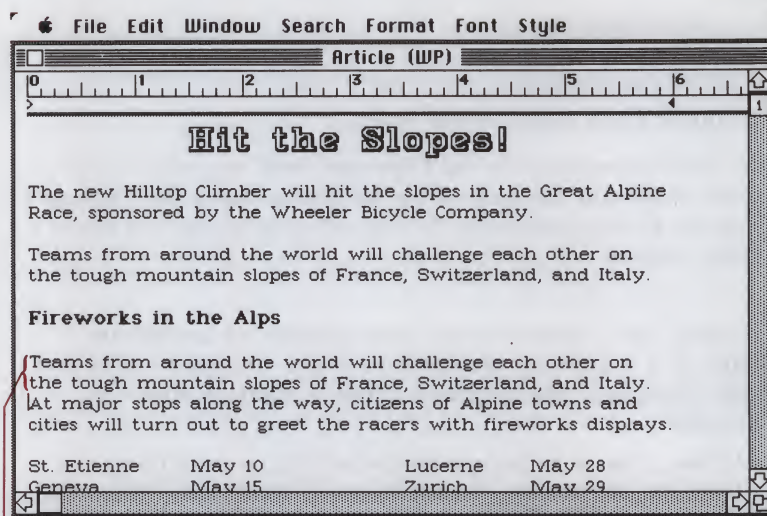 File Edit Window Search Format Font Style
Article (WP)
0 1 2 3 4 5 6
1
Hit the Slopes!
The new Hilltop Climber will hit the slopes in the Great Alpine
Race, sponsored by the Wheeler Bicycle Company.
Teams from around the world will challenge each other on
the tough mountain slopes of France, Switzerland, and Italy.
Fireworks in the Alps
Teams from around the world will challenge each other on
the tough mountain slopes of France, Switzerland, and Italy.
At major stops along the way, citizens of Alpine towns and
cities will turn out to greet the racers with fireworks displays.
St. Etienne May 10 Lucerne May 28
Geneva May 15 Zurich May 29